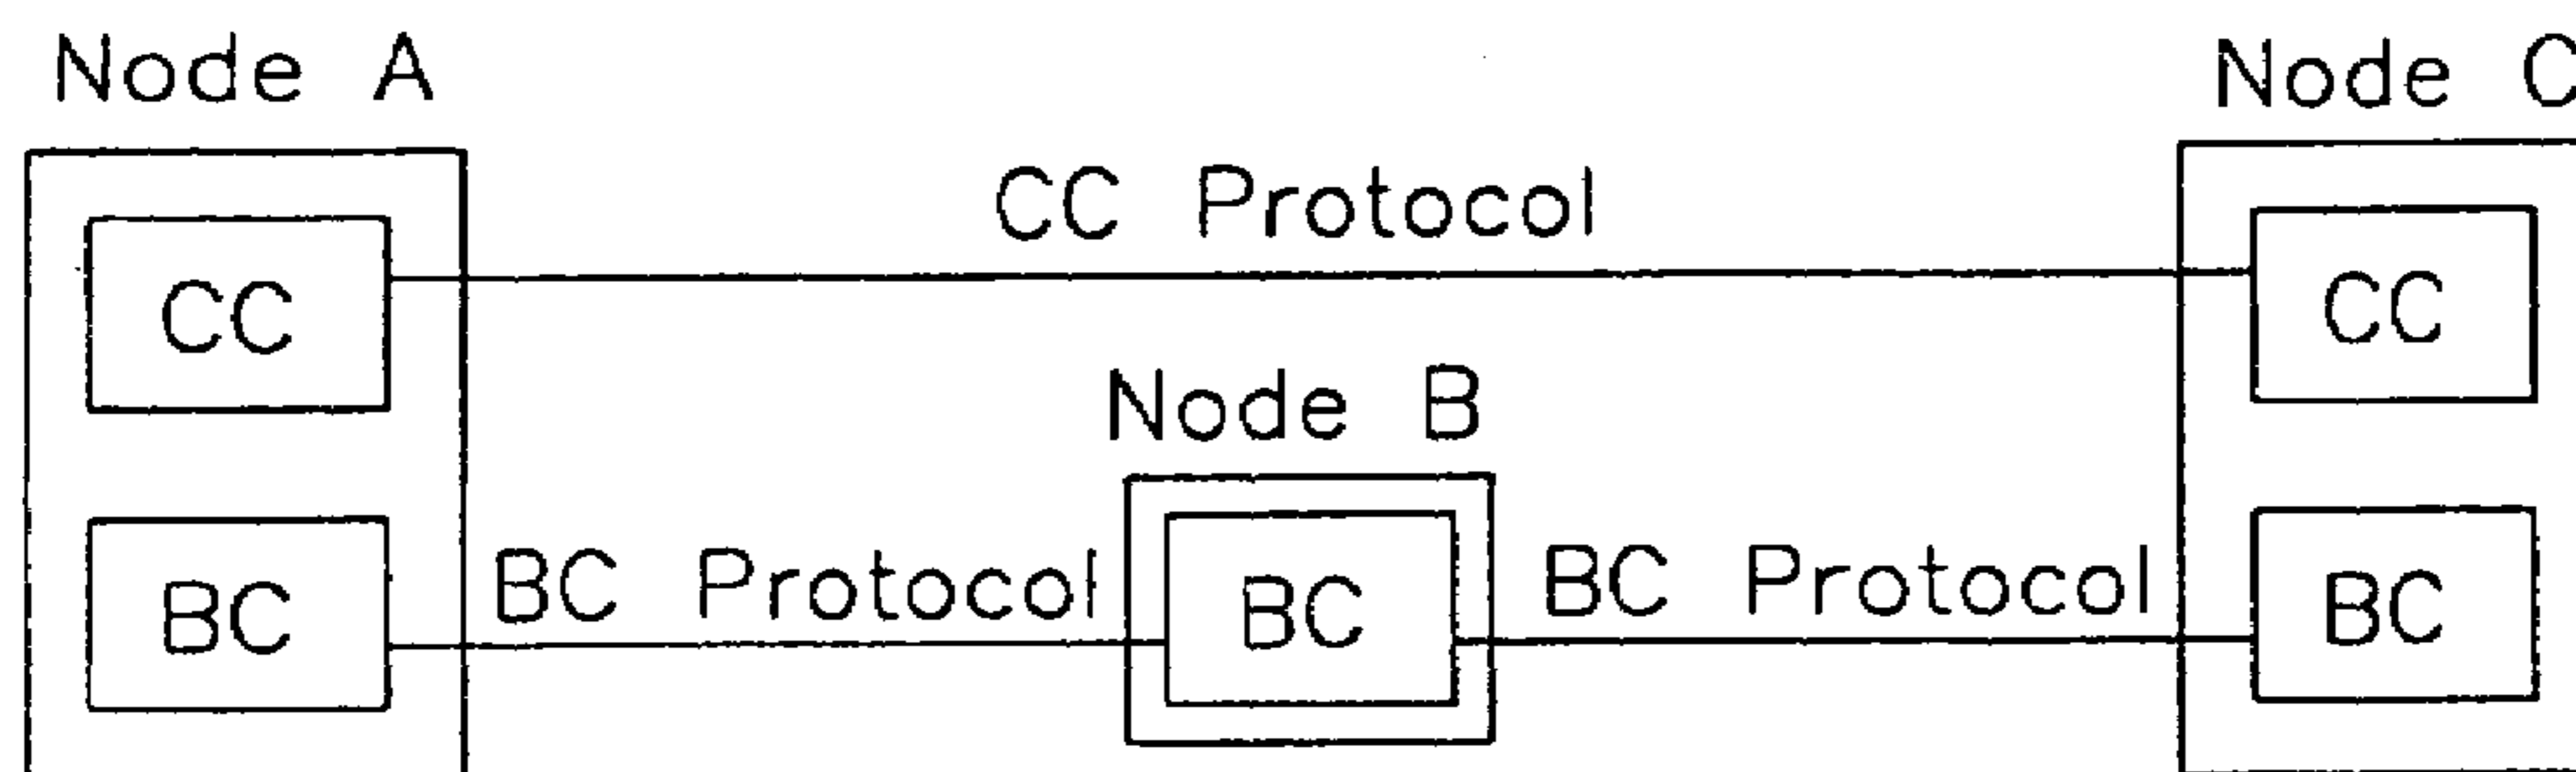 Node A
Node C
CC Protocol
CC
CC
Node B
BC Protocol
BC Protocol
BC
BC
BC